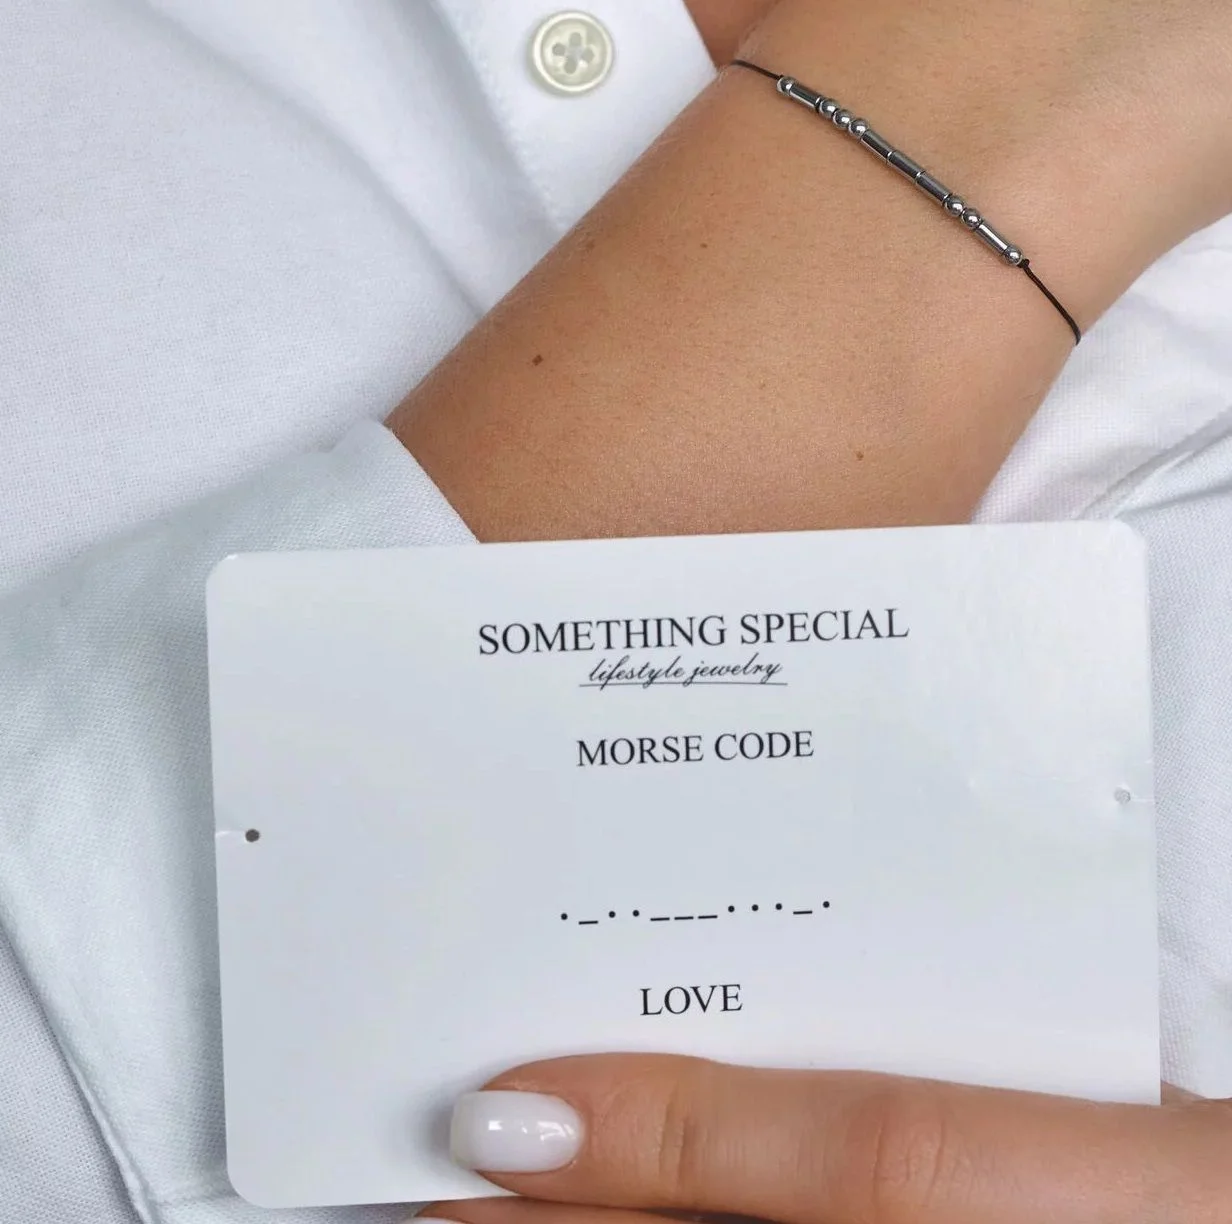 SOMETHING SPECIAL
lifestyle jewelry
MORSE CODE
._..___..._.
LOVE